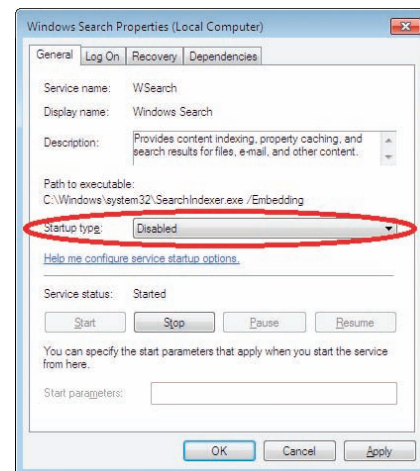 Windows Search Properties (Local Computer)
General Log On Recovery Dependencies
Service name: WSearch
Display name: Windows Search
Description: Provides content indexing, property caching, and
search results for files, e-mail, and other content.
Path to executable:
C:\Windows\system32\SearchIndexer.exe /Embedding
Startup type: Disabled
Help me configure service startup options.
Service status: Started
Start Stop Pause Resume
You can specify the start parameters that apply when you start the service
from here.
Start parameters:
OK Cancel Apply